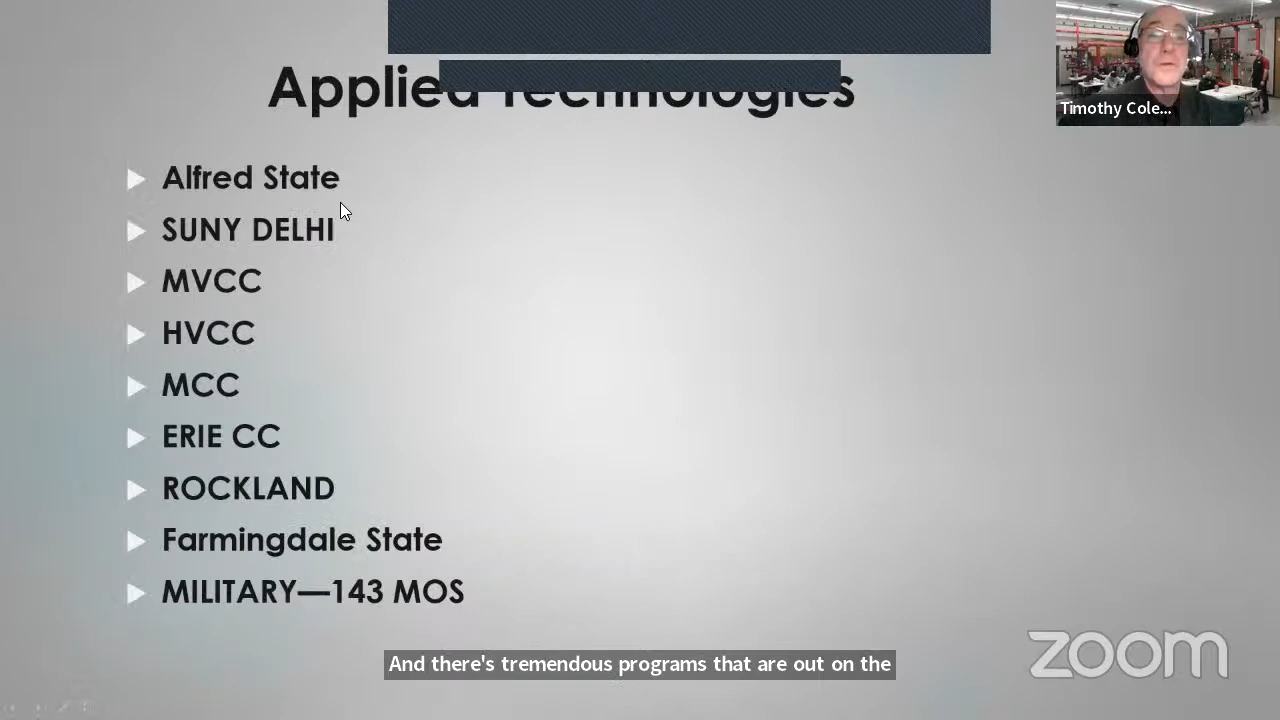 Applied Technologies
Timothy Cole...
Alfred State
SUNY DELHI
MVCC
HVCC
MCC
ERIE CC
ROCKLAND
Farmingdale State
MILITARY—143 MOS
And there's tremendous programs that are out on the
zoom